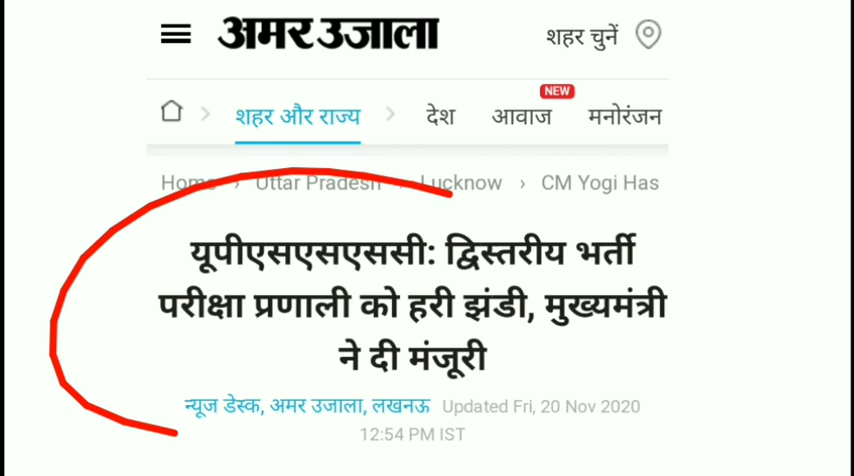 अमर उजाला
शहर चुनें
NEW
शहर और राज्य देश आवाज मनोरंजन
Home › Uttar Pradesh › Lucknow › CM Yogi Has
यूपीएसएसएससी: द्विस्तरीय भर्ती
परीक्षा प्रणाली को हरी झंडी, मुख्यमंत्री
ने दी मंजूरी
न्यूज डेस्क, अमर उजाला, लखनऊ Updated Fri, 20 Nov 2020
12:54 PM IST